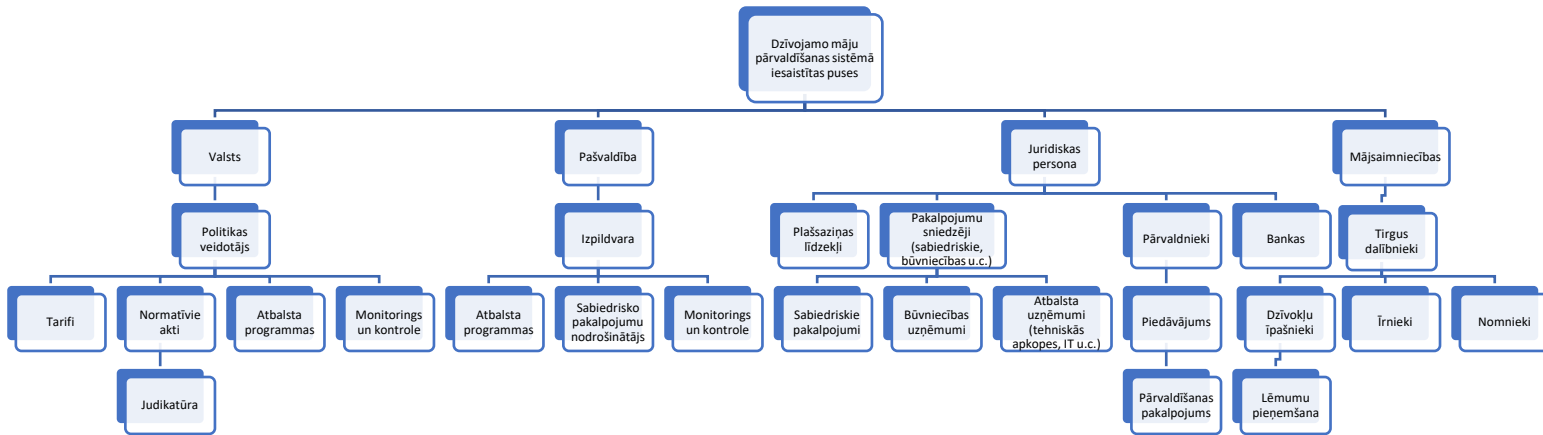 Dzīvojamo māju
pārvaldīšanas sistēmā
iesaistītas puses
Valsts
Pašvaldība
Juridiskas
persona
Mājsaimniecības
Politikas
veidotājs
Izpildvara
Plašsaziņas
līdzekļi
Pakalpojumu
sniedzēji
(sabiedriskie,
būvniecības u.c.)
Pārvaldnieki
Bankas
Tirgus
dalībnieki
Tarifi
Normatīvie
akti
Atbalsta
programmas
Monitorings
un kontrole
Atbalsta
programmas
Sabiedrisko
pakalpojumu
nodrošinātājs
Monitorings
un kontrole
Sabiedriskie
pakalpojumi
Būvniecības
uzņēmumi
Atbalsta
uzņēmumi
(tehniskās
apkopes, IT u.c.)
Piedāvājums
Dzīvokļu
īpašnieki
Īrnieki
Nomnieki
Judikatūra
Pārvaldīšanas
pakalpojums
Lēmumu
pieņemšana